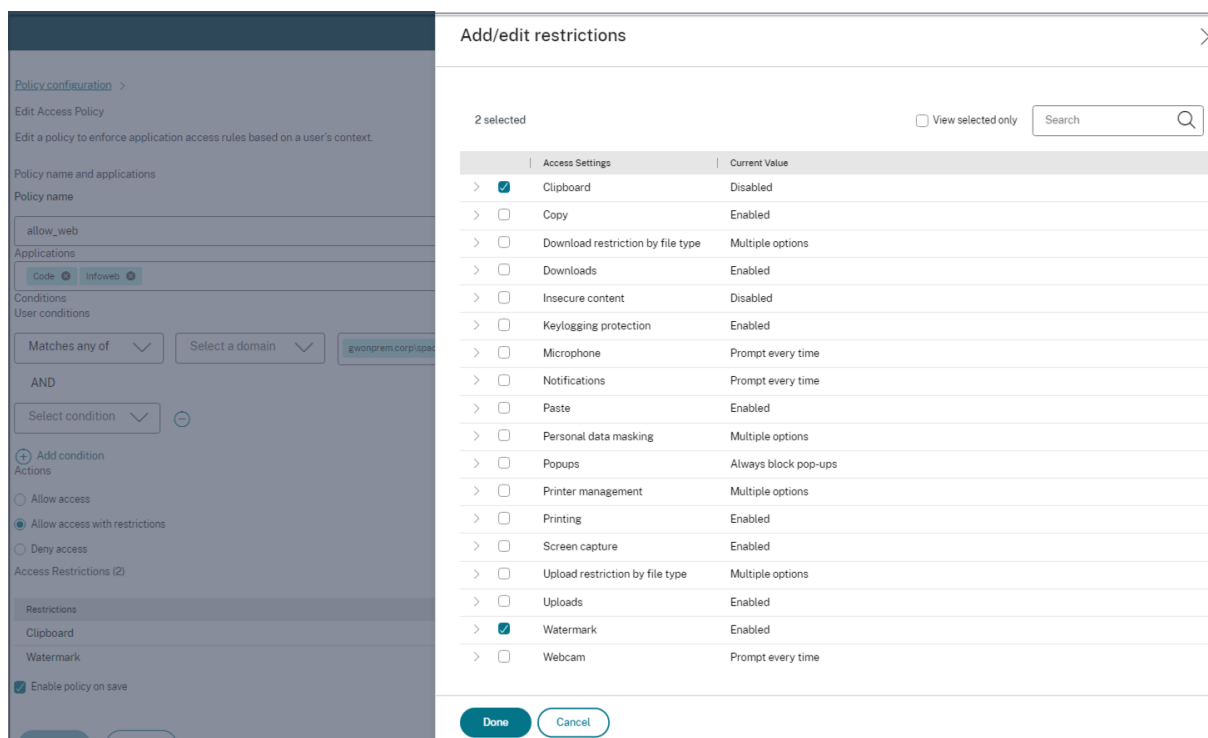 Policy configuration >
Edit Access Policy
Edit a policy to enforce application access rules based on a user's context.
Policy name and applications
Policy name
allow_web
Applications
Code Infoweb
Conditions
User conditions
Matches any of Select a domain gwonprem.corp\spac
AND
Select condition
Add condition
Actions
Allow access
Allow access with restrictions
Deny access
Access Restrictions (2)
Restrictions
Clipboard
Watermark
Enable policy on save
Add/edit restrictions
2 selected View selected only Search
Access Settings Current Value
Clipboard Disabled
Copy Enabled
Download restriction by file type Multiple options
Downloads Enabled
Insecure content Disabled
Keylogging protection Enabled
Microphone Prompt every time
Notifications Prompt every time
Paste Enabled
Personal data masking Multiple options
Popups Always block pop-ups
Printer management Multiple options
Printing Enabled
Screen capture Enabled
Upload restriction by file type Multiple options
Uploads Enabled
Watermark Enabled
Webcam Prompt every time
Done Cancel